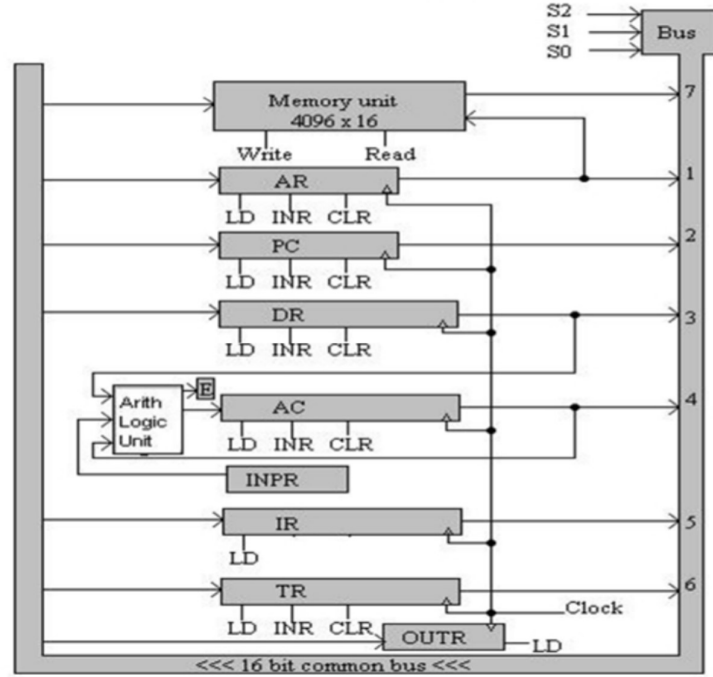 S2
S1
S0
Bus
Memory unit
4096 x 16
7
Write Read
AR
1
LD INR CLR
PC
2
LD INR CLR
DR
3
LD INR CLR
E
Arith
Logic
Unit
AC
4
LD INR CLR
INPR
IR
5
LD
TR
6
LD INR CLR
Clock
OUTR
LD
<<< 16 bit common bus <<<